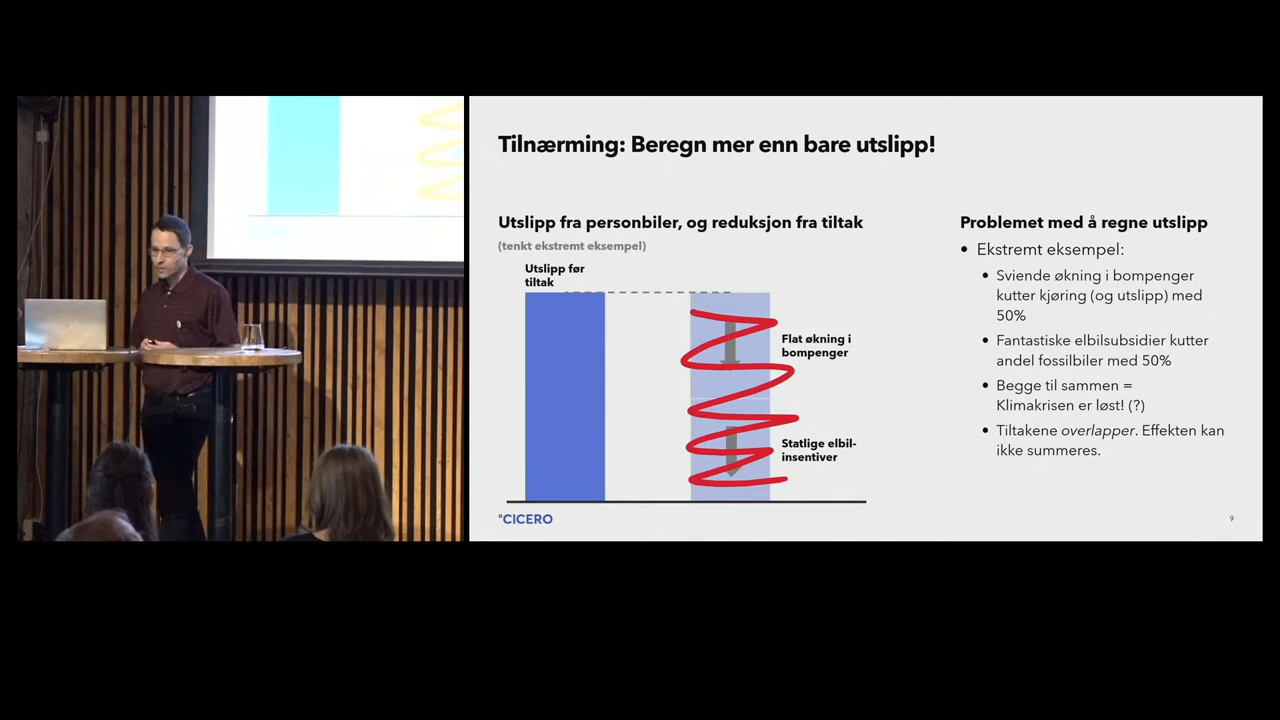 Tilnærming: Beregn mer enn bare utslipp!
Utslipp fra personbiler, og reduksjon fra tiltak
(tenkt ekstremt eksempel)
Utslipp før
tiltak
Flat økning i
bompenger
Statlige elbil-
insentiver
Problemet med å regne utslipp
• Ekstremt eksempel:
• Sviende økning i bompenger
kutter kjøring (og utslipp) med
50%
• Fantastiske elbilsubsidier kutter
andel fossilbiler med 50%
• Begge til sammen =
Klimakrisen er løst! (?)
• Tiltakene overlapper. Effekten kan
ikke summeres.
°CICERO
9